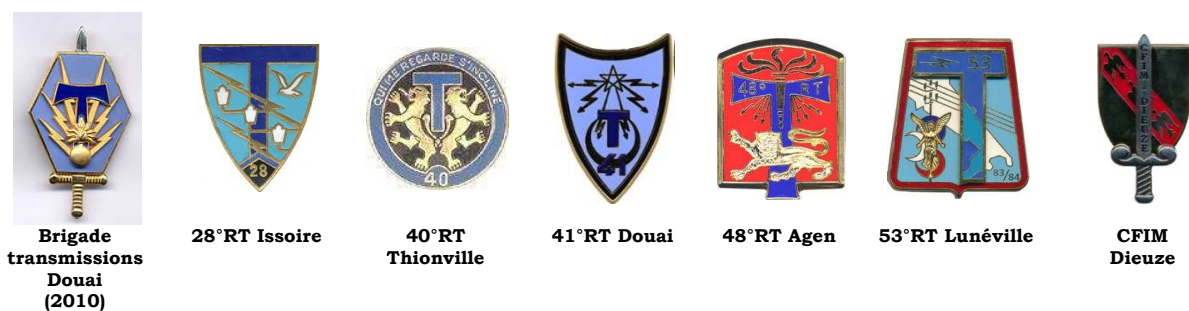 28
QUI ME REGARDE S'INCLINE
T
40
T
41
48° RT
53
T
83/84
CFIM-DIEUZE
Brigade
transmissions
Douai
(2010)
28°RT Issoire
40°RT
Thionville
41°RT Douai
48°RT Agen
53°RT Lunéville
CFIM
Dieuze